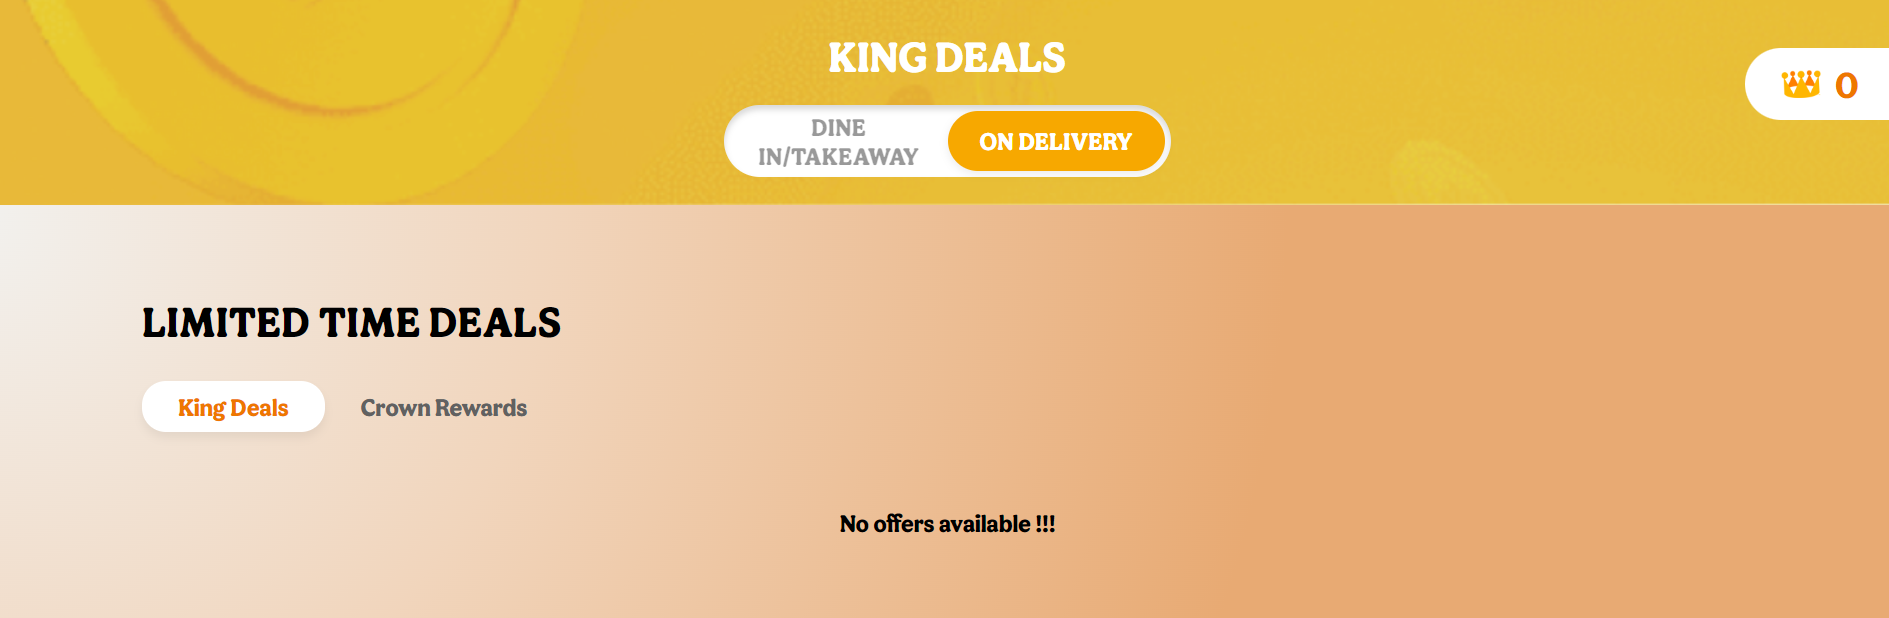 KING DEALS
0
DINE
IN/TAKEAWAY
ON DELIVERY
LIMITED TIME DEALS
King Deals
Crown Rewards
No offers available !!!